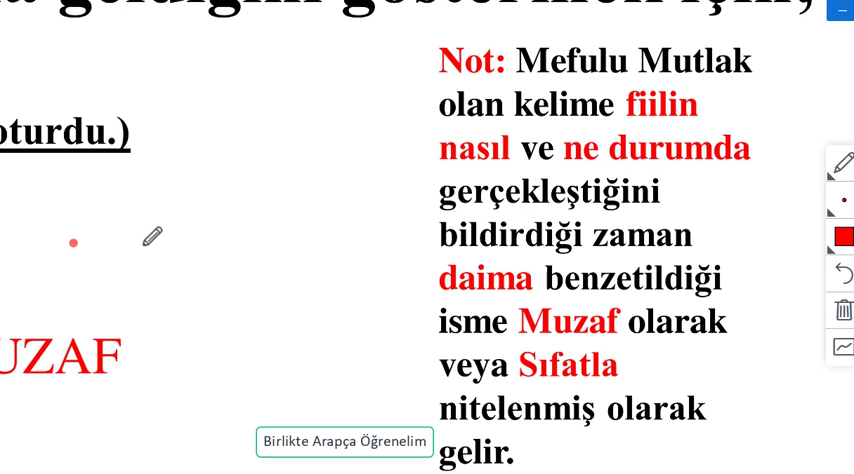 Not: Mefulu Mutlak
olan kelime fiilin
oturdu.)
nasıl ve ne durumda
gerçekleştiğini
bildirdiği zaman
daima benzetildiği
isme Muzaf olarak
UZAF
veya Sıfatla
nitelenmiş olarak
Birlikte Arapça Öğrenelim
gelir.